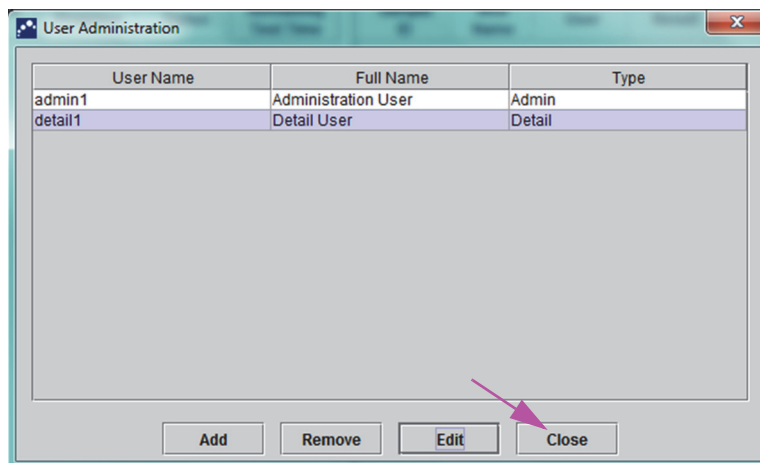 User Administration
User Name Full Name Type
admin1 Administration User Admin
detail1 Detail User Detail
Add Remove Edit Close